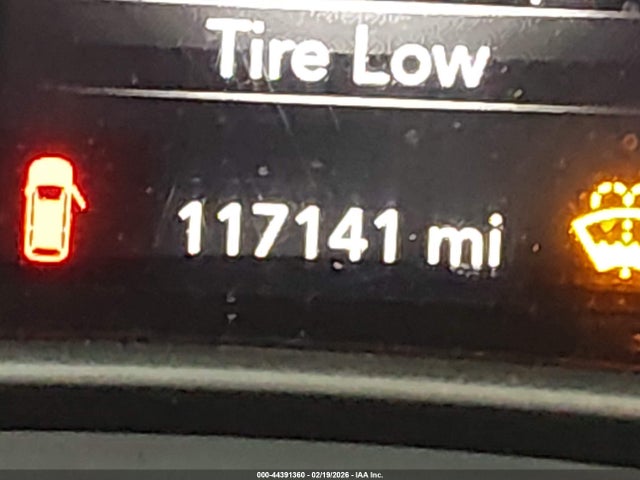 Tire Low
117141 mi
000-44391360 - 02/19/2026 - IAA Inc.